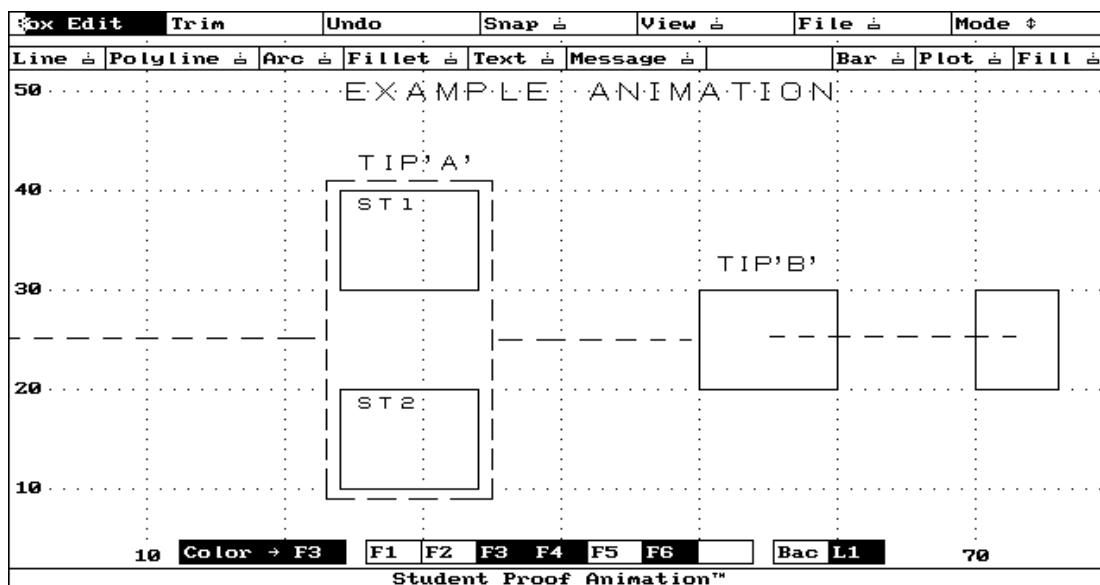 Box Edit Trim Undo Snap View File Mode
Line Polyline Arc Fillet Text Message Bar Plot Fill
50 EXAMPLE ANIMATION
TIP'A'
40
ST1
TIP'B'
30
20
ST2
10
10 Color → F3 F1 F2 F3 F4 F5 F6 Bac L1 70
Student Proof Animation™